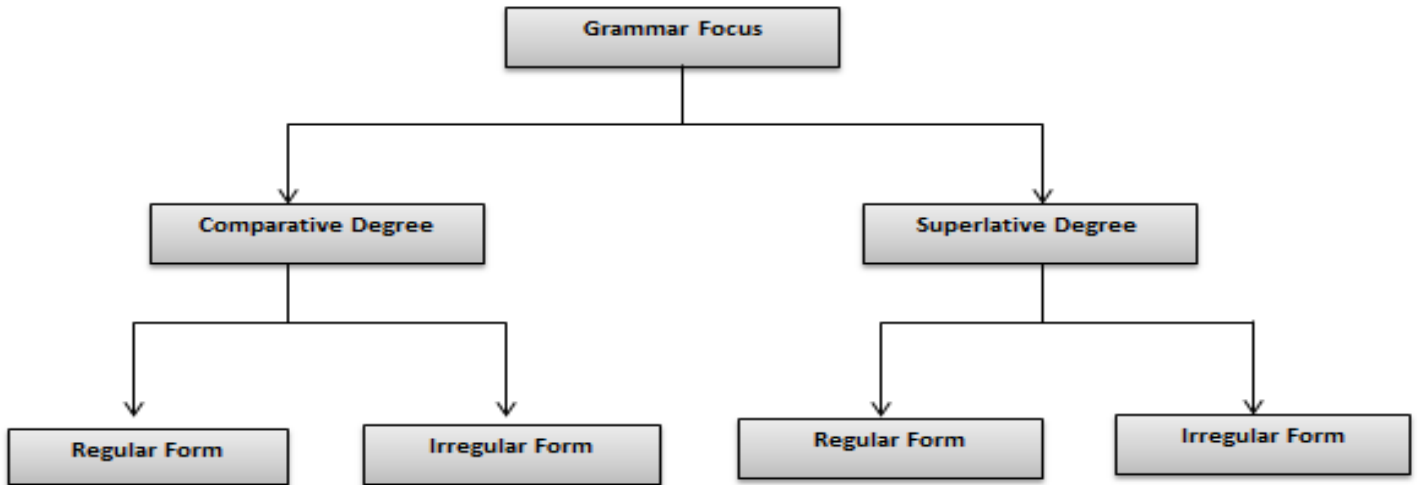 Grammar Focus
Comparative Degree
Superlative Degree
Regular Form
Irregular Form
Regular Form
Irregular Form